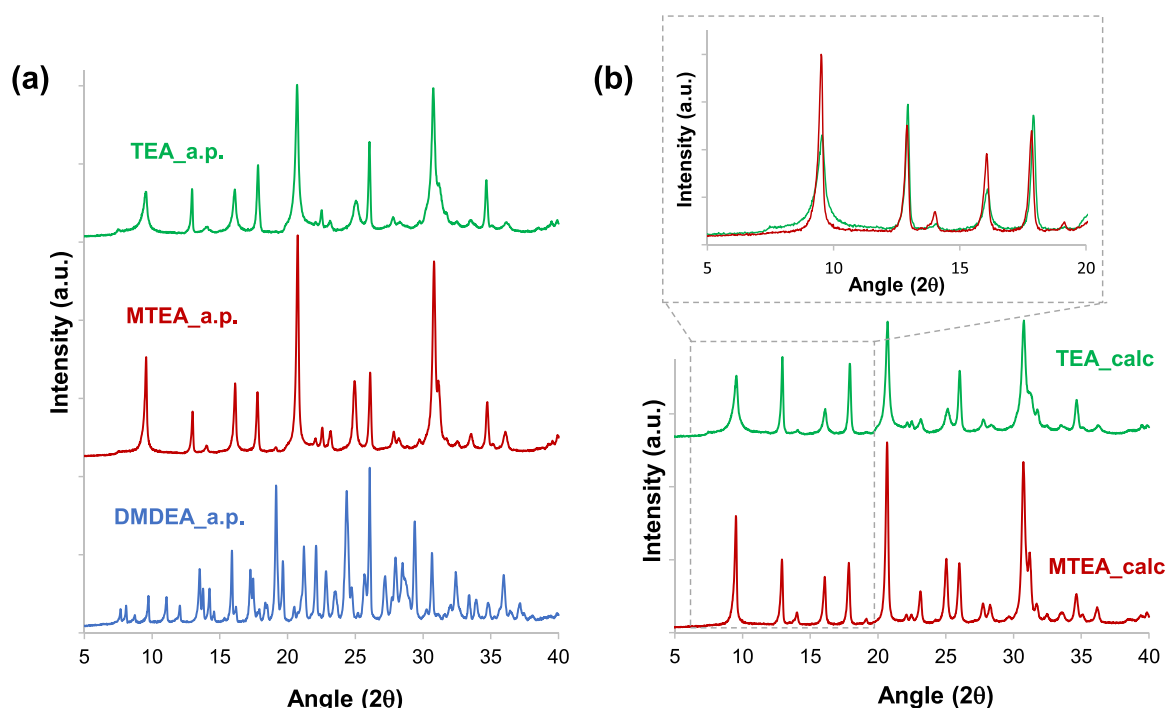 (a)
Intensity (a.u.)
TEA_a.p.
MTEA_a.p.
DMDEA_a.p.
5 10 15 20 25 30 35 40
Angle (2θ)
(b)
Intensity (a.u.)
5 10 15 20
Angle (2θ)
Intensity (a.u.)
TEA_calc
MTEA_calc
5 10 15 20 25 30 35 40
Angle (2θ)